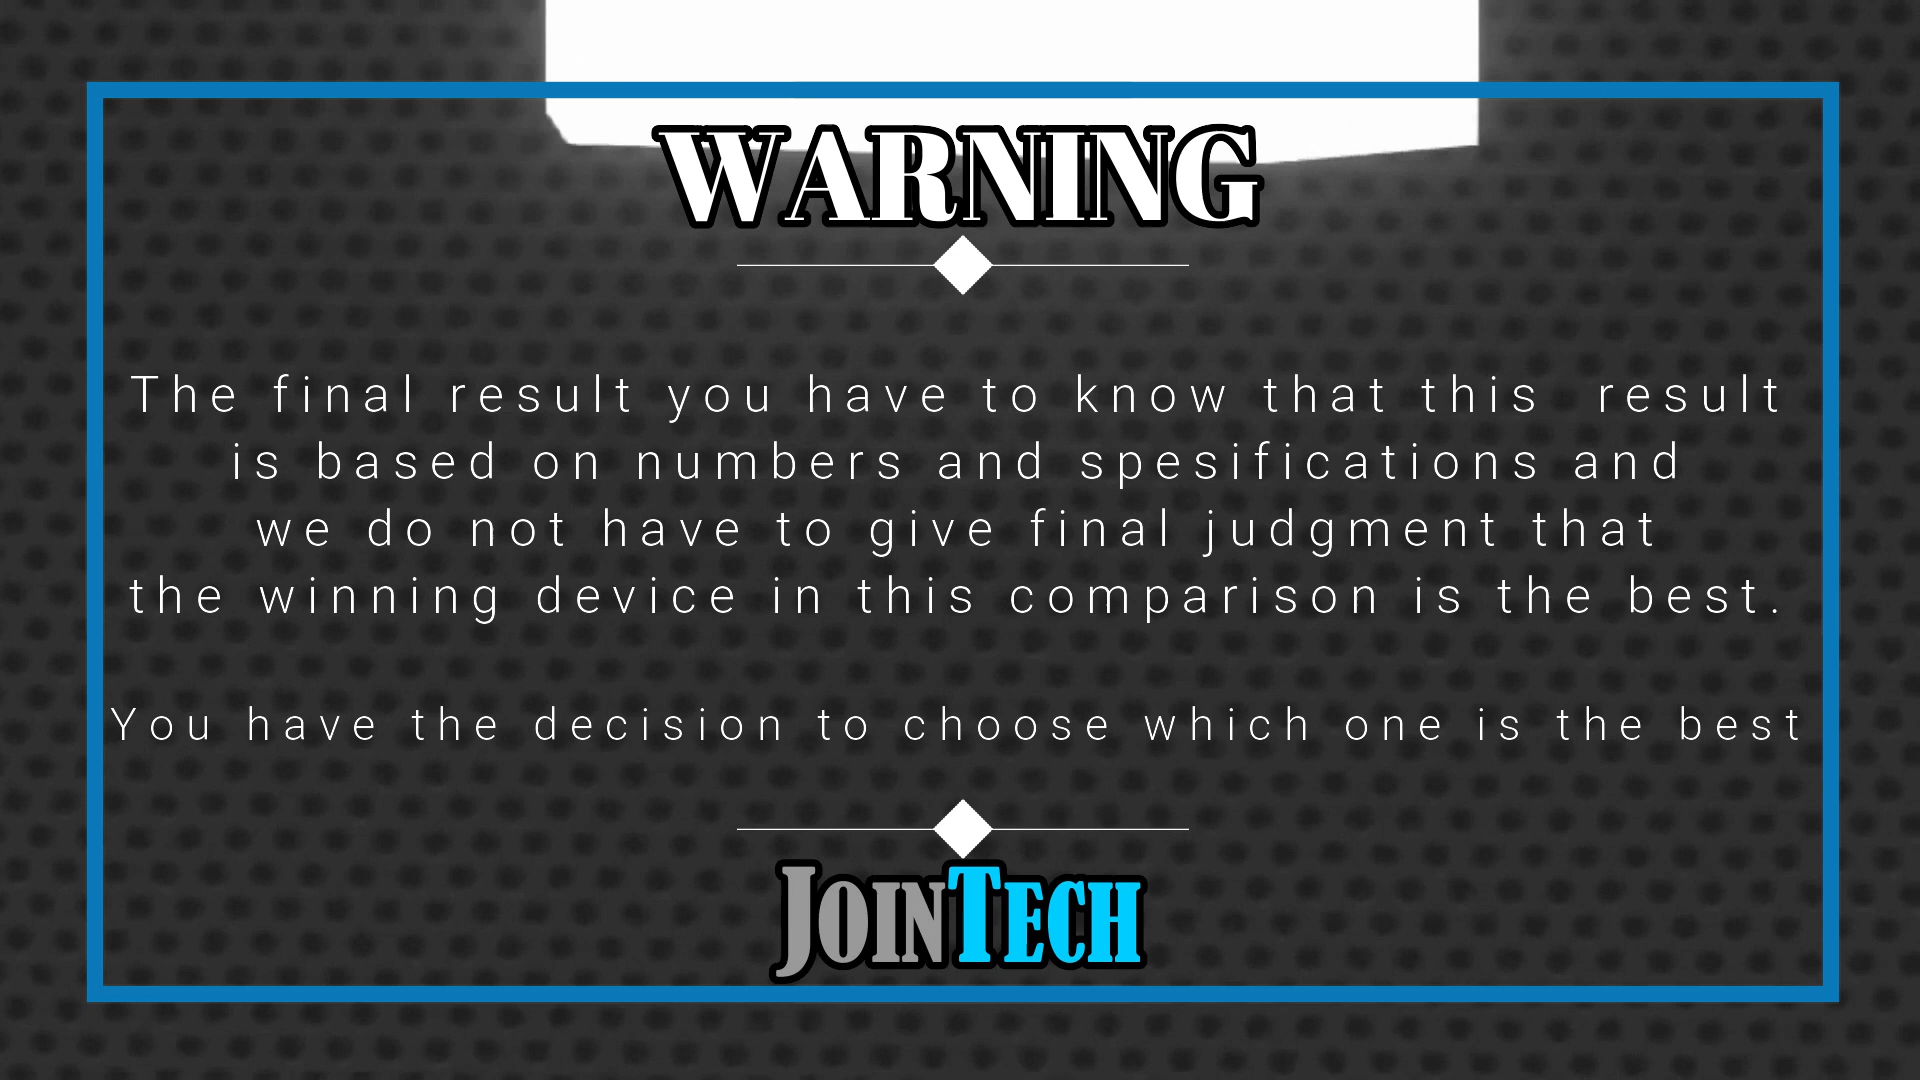 WARNING
The final result you have to know that this result
is based on numbers and spesifications and
we do not have to give final judgment that
the winning device in this comparison is the best.
You have the decision to choose which one is the best
JOINTECH